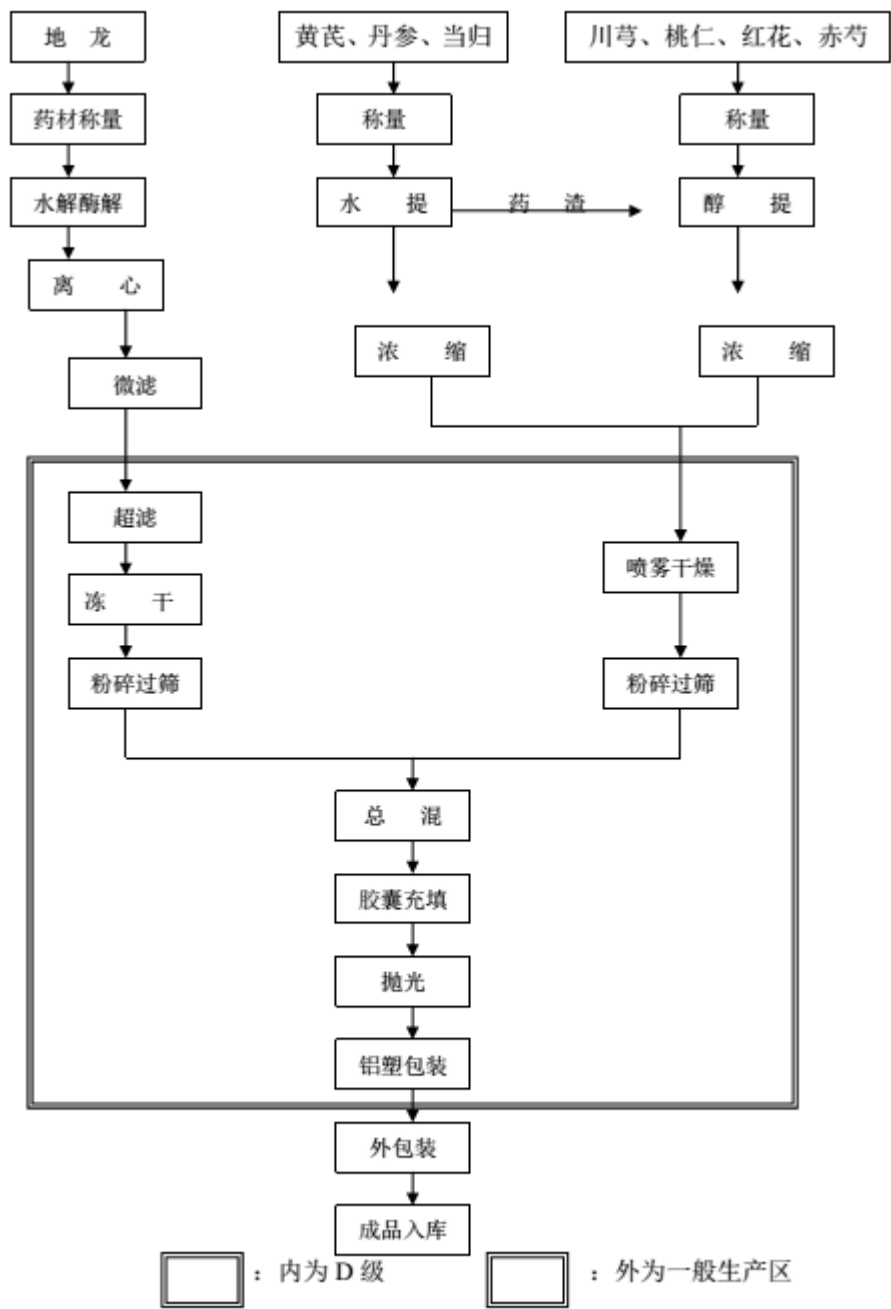 地 龙
黄芪、丹参、当归
川芎、桃仁、红花、赤芍
药材称量
称量
称量
水解酶解
水 提
药 渣
醇 提
离 心
浓 缩
浓 缩
微滤
超滤
喷雾干燥
冻 干
粉碎过筛
粉碎过筛
总 混
胶囊充填
抛光
铝塑包装
外包装
成品入库
：内为 D 级
：外为一般生产区